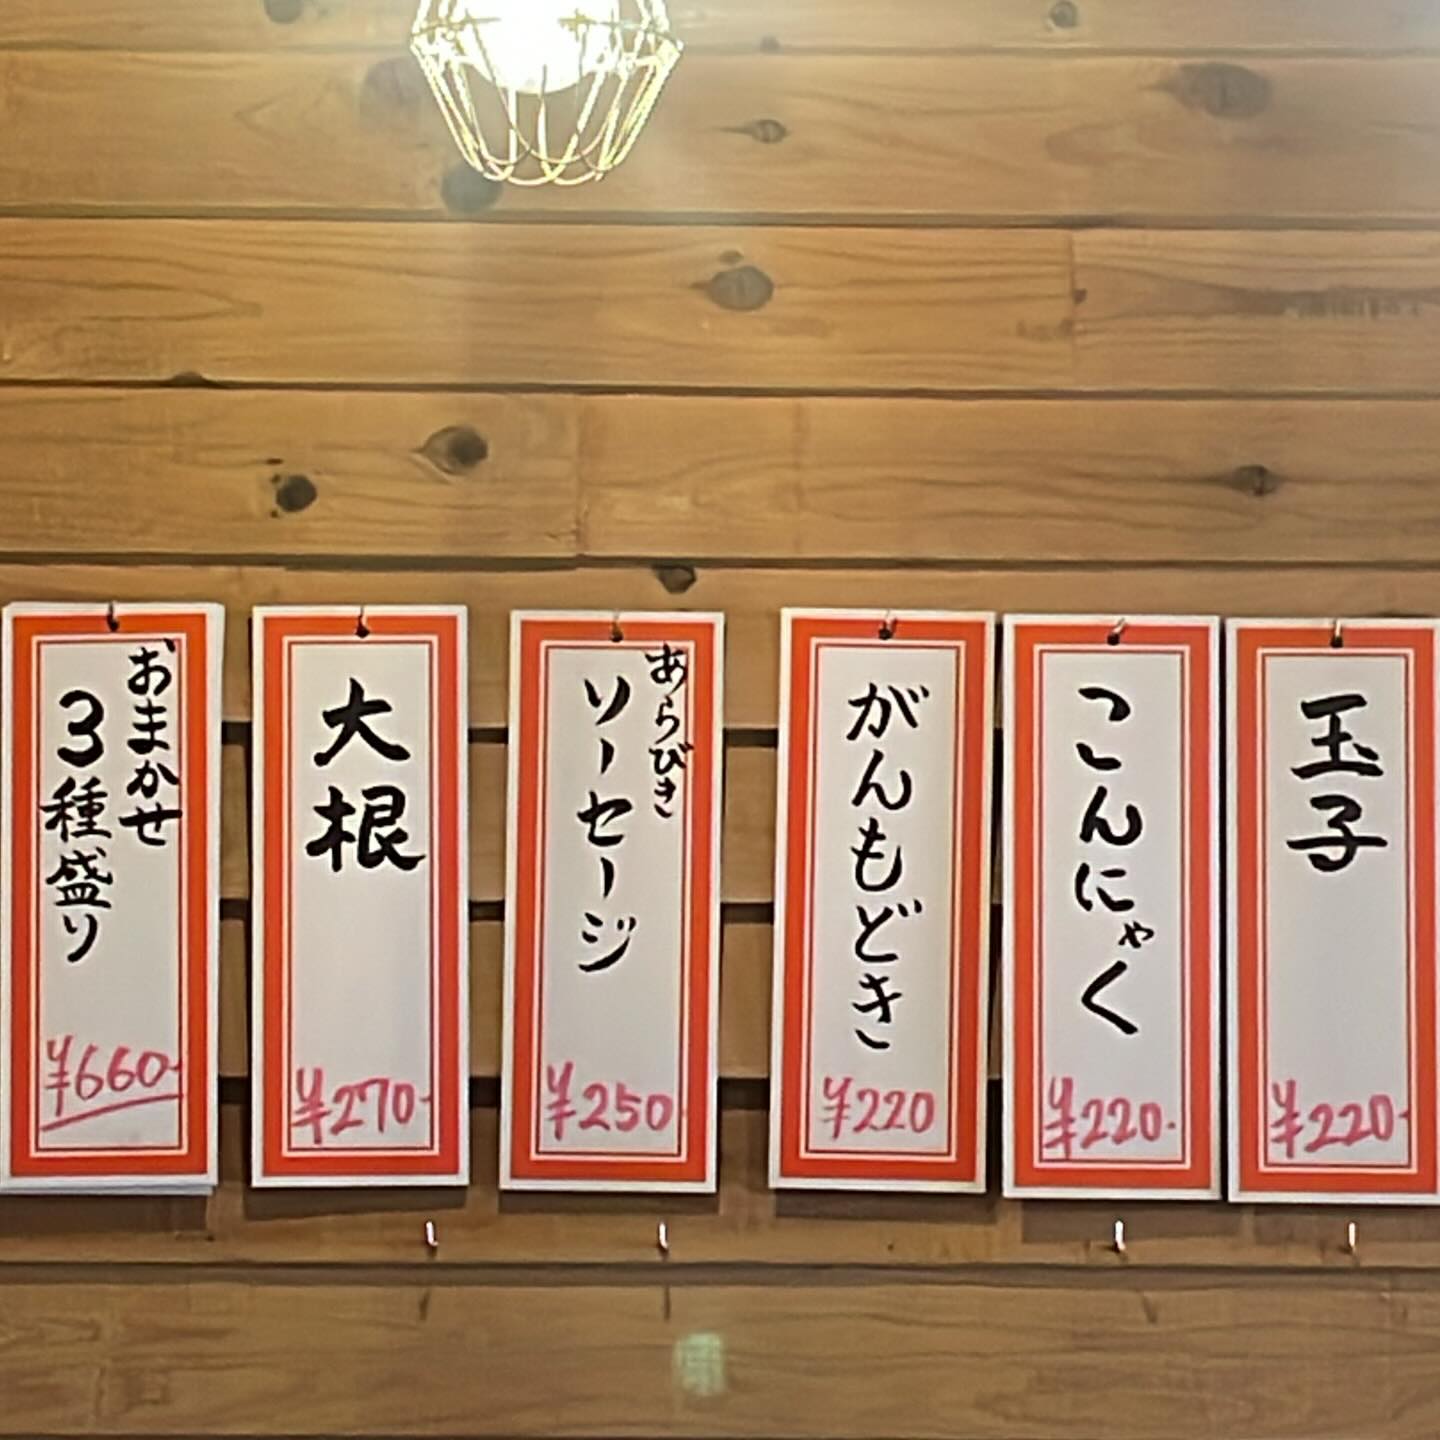 おまかせ
3種盛り
¥660-
大根
¥270-
あらびき
ソーセージ
¥250-
がんもどき
¥220
こんにゃく
¥220-
玉子
¥220-